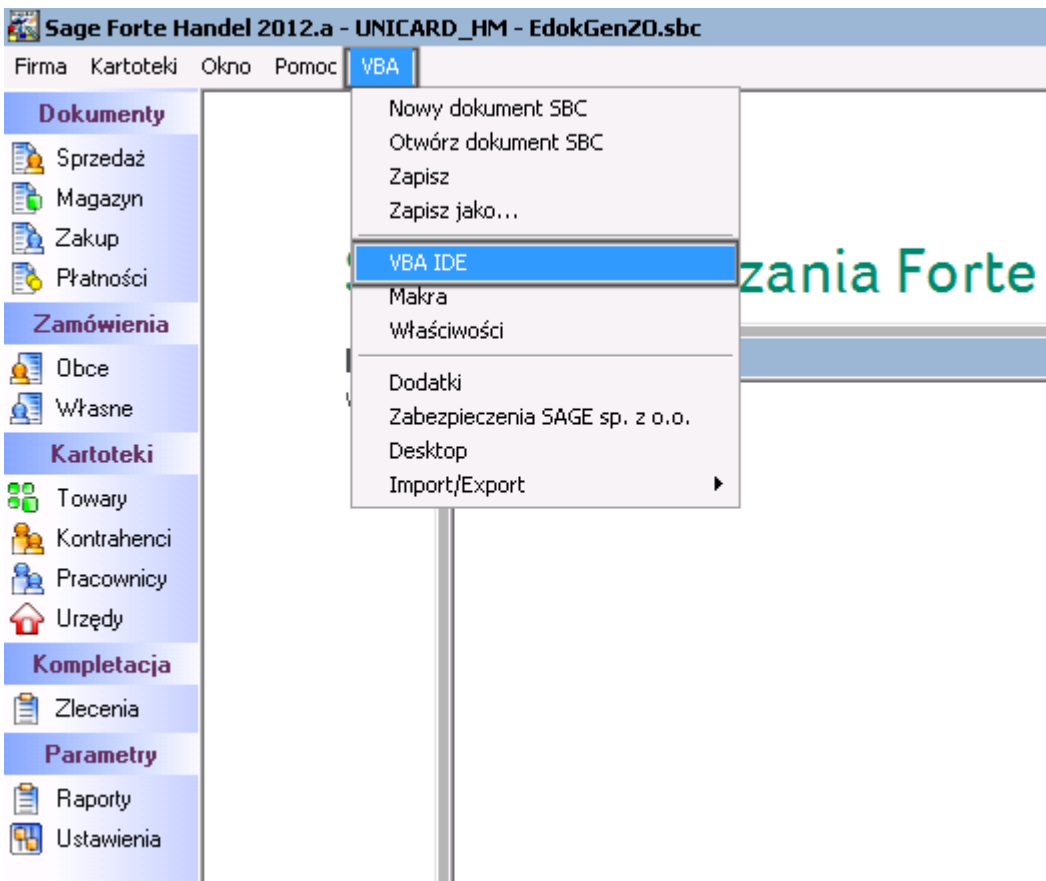 Sage Forte Handel 2012.a - UNICARD_HM - EdokGenZO.sbc
Firma Kartoteki Okno Pomoc VBA
Dokumenty
Sprzedaż
Magazyn
Zakup
Płatności
Zamówienia
Obce
Własne
Kartoteki
Towary
Kontrahenci
Pracownicy
Urzędy
Kompletacja
Zlecenia
Parametry
Raporty
Ustawienia
Nowy dokument SBC
Otwórz dokument SBC
Zapisz
Zapisz jako...
VBA IDE
Makra
Właściwości
Dodatki
Zabezpieczenia SAGE sp. z o.o.
Desktop
Import/Export
zania Forte